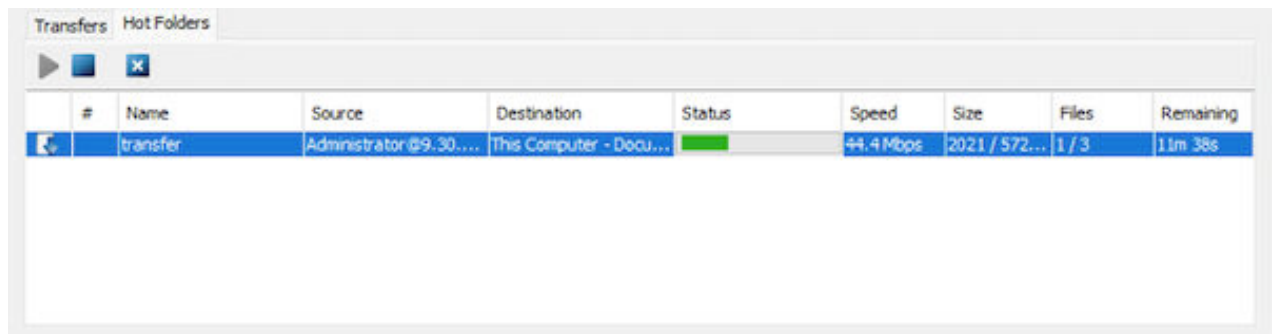 Transfers Hot Folders
# Name Source Destination Status Speed Size Files Remaining
transfer Administrator@9.30.... This Computer - Docu... 44.4 Mbps 2021 / 572... 1 / 3 11m 38s